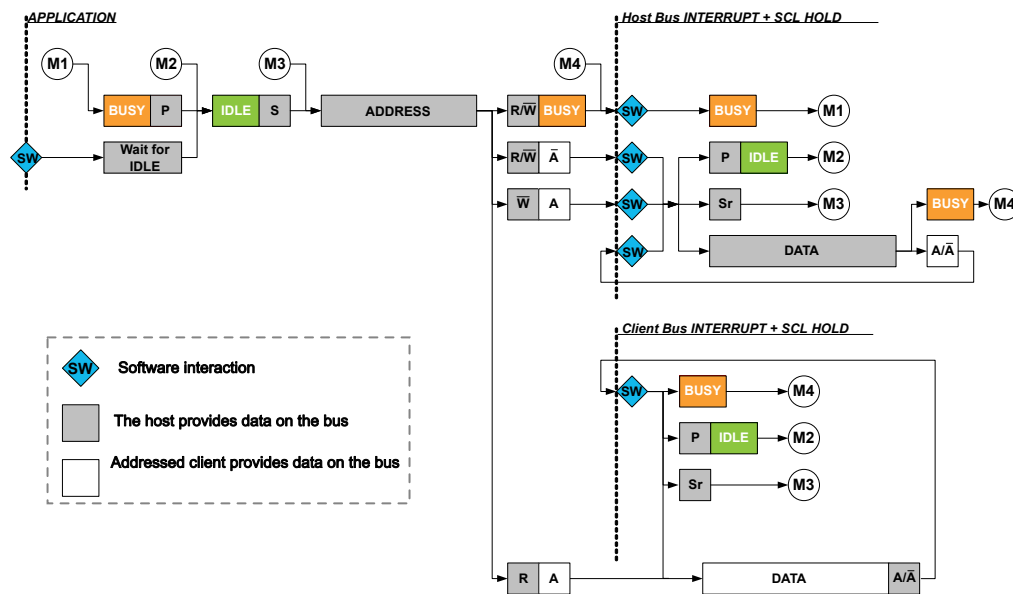 APPLICATION
Host Bus INTERRUPT + SCL HOLD
M1
M2
M3
M4
BUSY P
IDLE S
ADDRESS
R/W̅ BUSY
SW
BUSY
M1
SW
Wait for
IDLE
R/W̅ A̅
SW
P IDLE
M2
W̅ A
SW
Sr
M3
BUSY
M4
SW
DATA
A/A̅
Client Bus INTERRUPT + SCL HOLD
SW
Software interaction
SW
BUSY
M4
The host provides data on the bus
P IDLE
M2
Addressed client provides data on the bus
Sr
M3
R A
DATA
A/A̅